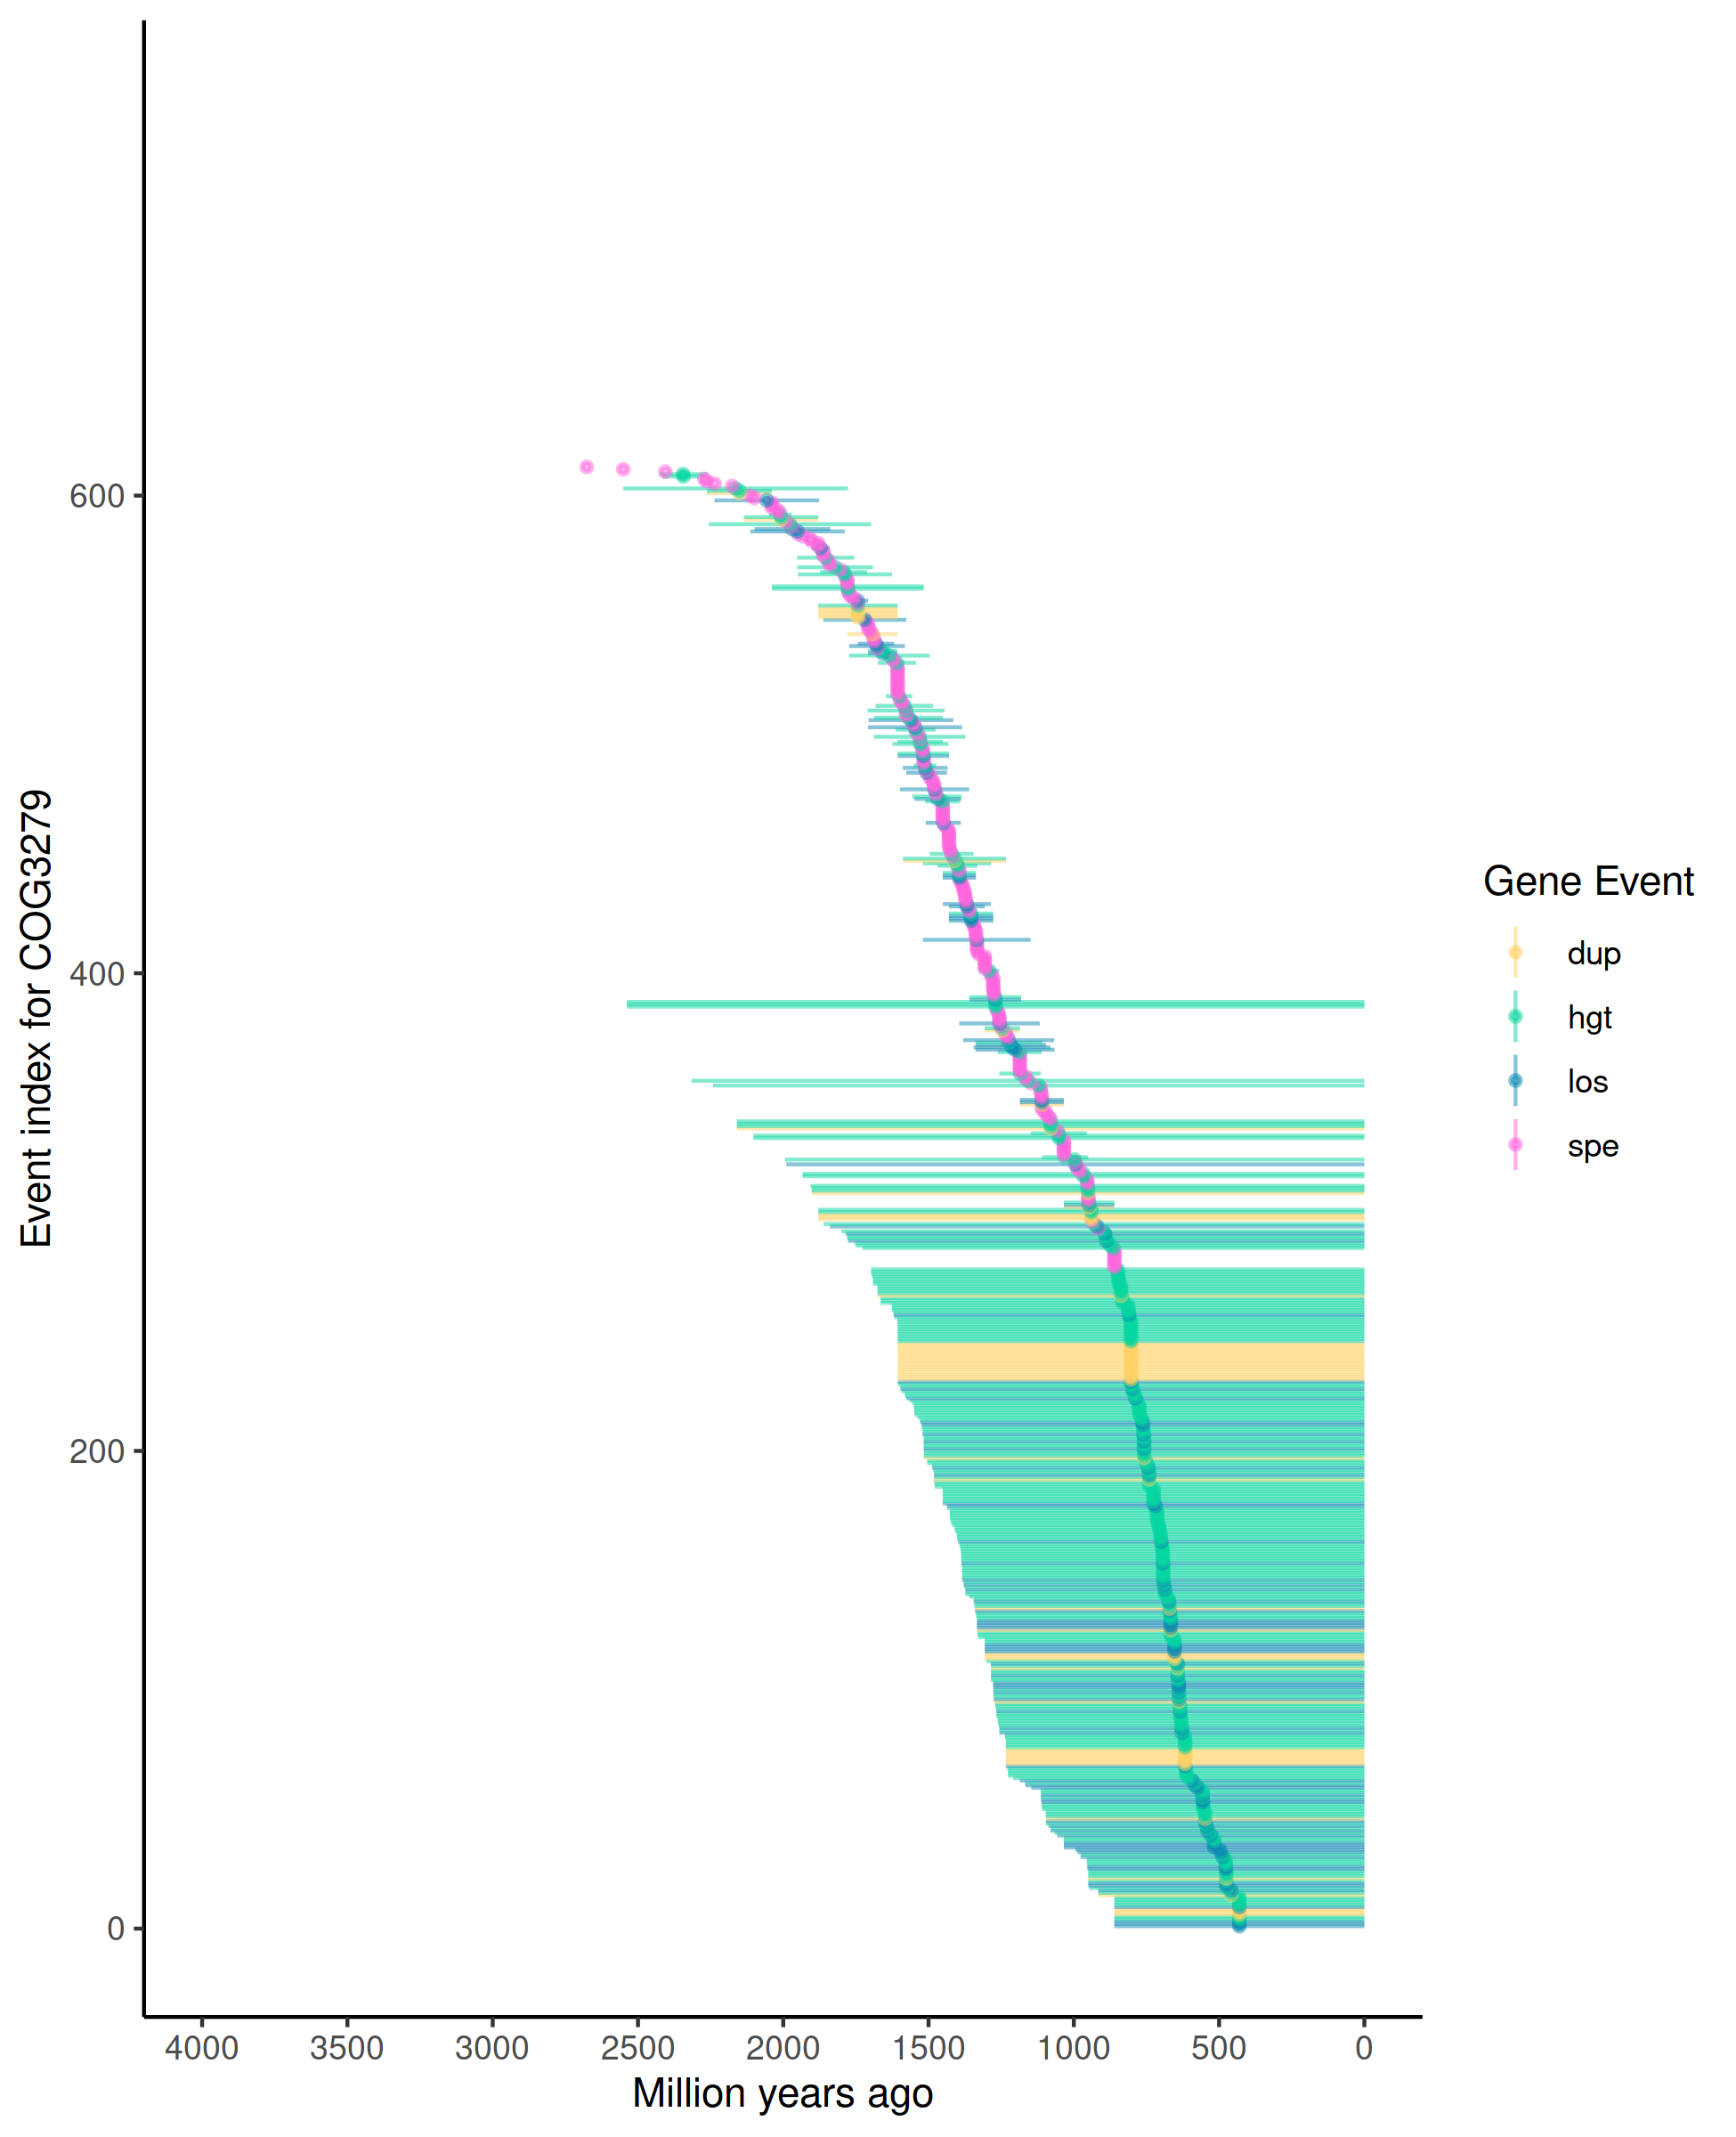 Event index for COG3279
600
400
200
0
4000 3500 3000 2500 2000 1500 1000 500 0
Million years ago
Gene Event
dup
hgt
los
spe